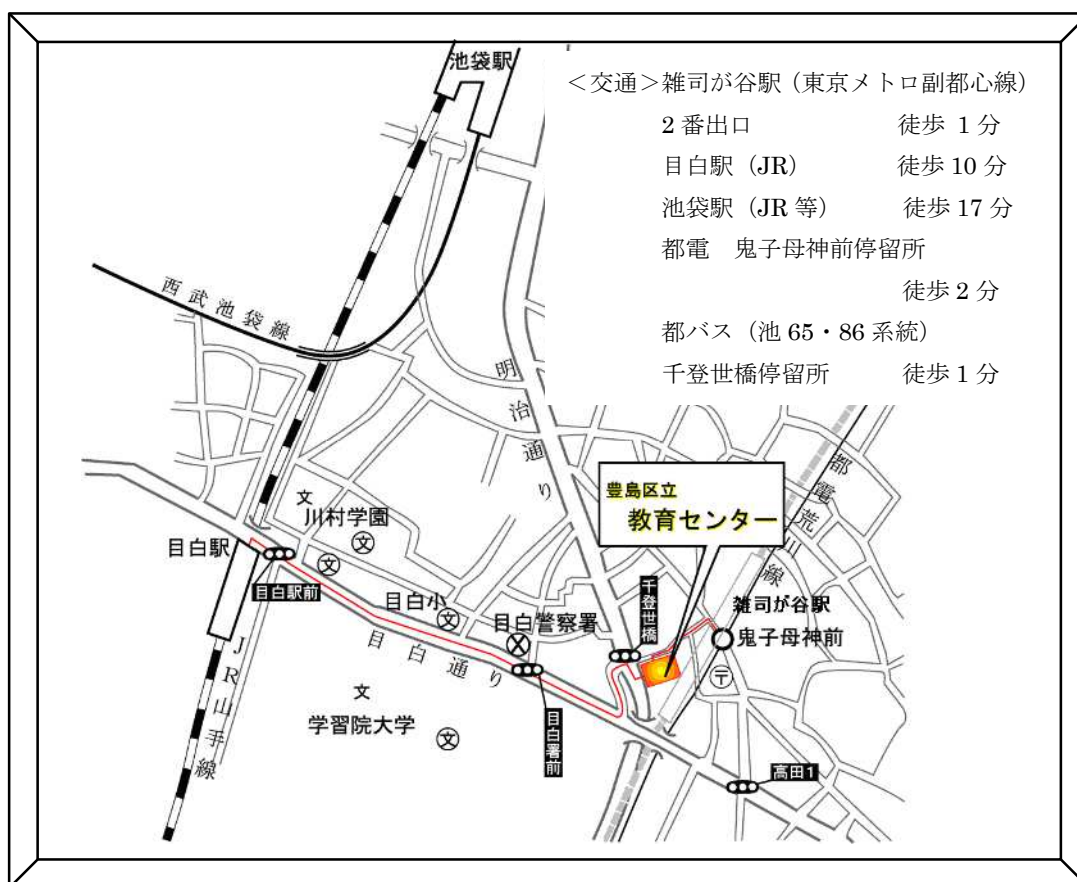 池袋駅
＜交通＞雑司が谷駅（東京メトロ副都心線）
2 番出口　徒歩 1 分
目白駅（JR）　徒歩 10 分
池袋駅（JR 等）　徒歩 17 分
都電　鬼子母神前停留所
徒歩 2 分
都バス（池 65・86 系統）
千登世橋停留所　徒歩 1 分
西武池袋線
明治通り
都電荒川線
豊島区立
教育センター
文
川村学園
文
目白駅
目白駅前
文
目白小
文
目白警察署
千登世橋
雑司が谷駅
鬼子母神前
〒
目白通り
JR山手線
文
学習院大学
文
目白署前
高田1